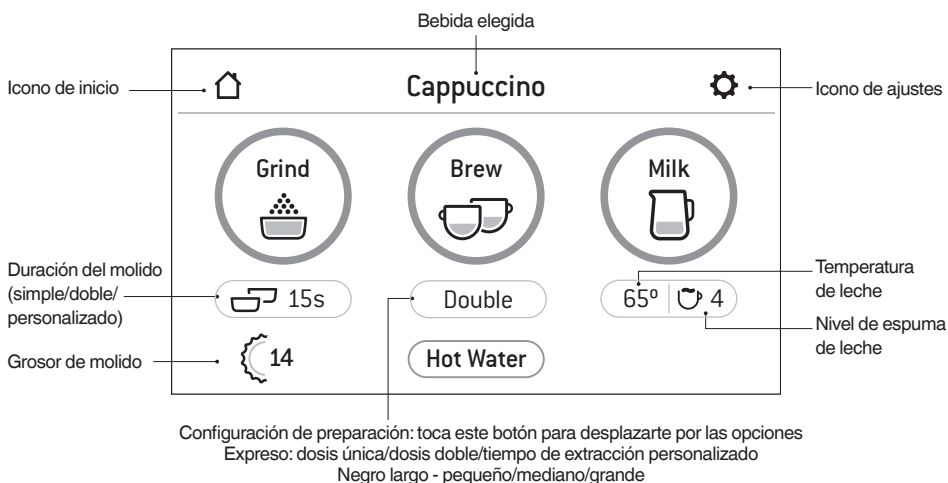 Bebida elegida
Icono de inicio
Cappuccino
Icono de ajustes
Grind
Brew
Milk
Duración del molido
(simple/doble/
personalizado)
15s
Double
65º
4
Temperatura
de leche
Nivel de espuma
de leche
Grosor de molido
14
Hot Water
Configuración de preparación: toca este botón para desplazarte por las opciones
Expreso: dosis única/dosis doble/tiempo de extracción personalizado
Negro largo - pequeño/mediano/grande